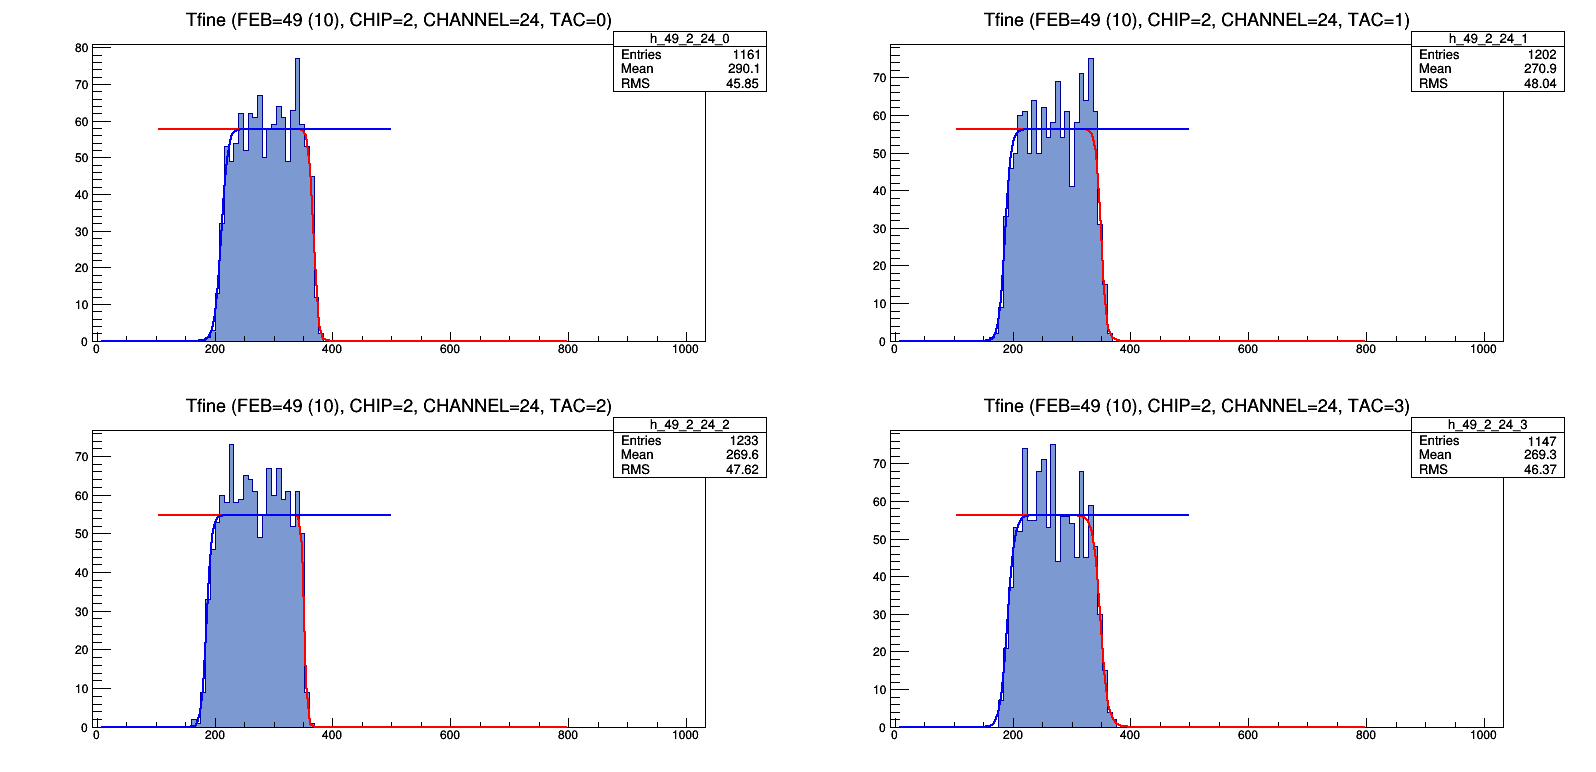 Tfine (FEB=49 (10), CHIP=2, CHANNEL=24, TAC=0)
h_49_2_24_0
Entries 1161
Mean 290.1
RMS 45.85
80
70
60
50
40
30
20
10
0
0 200 400 600 800 1000
Tfine (FEB=49 (10), CHIP=2, CHANNEL=24, TAC=1)
h_49_2_24_1
Entries 1202
Mean 270.9
RMS 48.04
70
60
50
40
30
20
10
0
0 200 400 600 800 1000
Tfine (FEB=49 (10), CHIP=2, CHANNEL=24, TAC=2)
h_49_2_24_2
Entries 1233
Mean 269.6
RMS 47.62
70
60
50
40
30
20
10
0
0 200 400 600 800 1000
Tfine (FEB=49 (10), CHIP=2, CHANNEL=24, TAC=3)
h_49_2_24_3
Entries 1147
Mean 269.3
RMS 46.37
70
60
50
40
30
20
10
0
0 200 400 600 800 1000